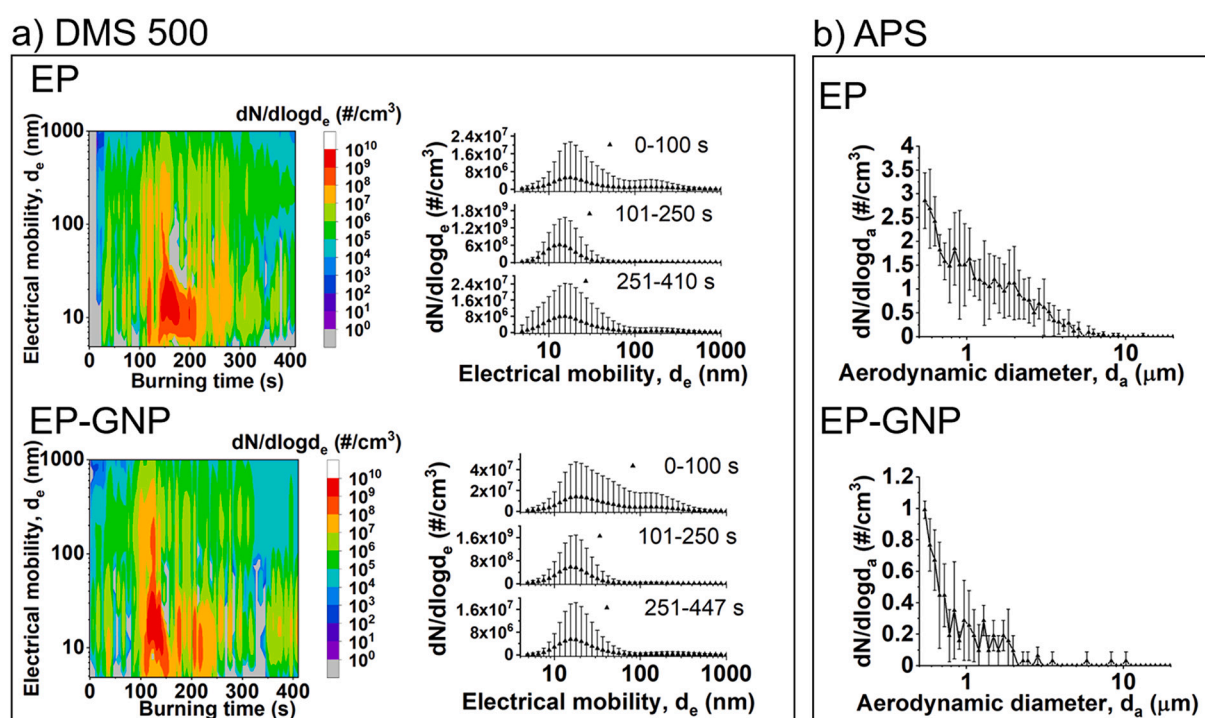 a) DMS 500
EP
dN/dlogdₑ (#/cm³)
Electrical mobility, dₑ (nm)
1000
100
10
0 100 200 300 400
Burning time (s)
10¹⁰
10⁹
10⁸
10⁷
10⁶
10⁵
10⁴
10³
10²
10¹
10⁰
dN/dlogdₑ (#/cm³)
2.4x10⁷
1.6x10⁷
8x10⁶
0
0-100 s
1.8x10⁹
1.2x10⁹
6x10⁸
0
101-250 s
2.4x10⁷
1.6x10⁷
8x10⁶
0
251-410 s
10 100 1000
Electrical mobility, dₑ (nm)
EP-GNP
dN/dlogdₑ (#/cm³)
Electrical mobility, dₑ (nm)
1000
100
10
0 100 200 300 400
Burning time (s)
10¹⁰
10⁹
10⁸
10⁷
10⁶
10⁵
10⁴
10³
10²
10¹
10⁰
dN/dlogdₑ (#/cm³)
4x10⁷
2x10⁷
0
0-100 s
1.6x10⁹
8x10⁸
0
101-250 s
1.6x10⁷
8x10⁶
0
251-447 s
1 10 100 1000
Electrical mobility, dₑ (nm)
b) APS
EP
dN/dlogdₐ (#/cm³)
4
3.5
3
2.5
2
1.5
1
0.5
0
1 10
Aerodynamic diameter, dₐ (μm)
EP-GNP
dN/dlogdₐ (#/cm³)
1.2
1
0.8
0.6
0.4
0.2
0
1 10
Aerodynamic diameter, dₐ (μm)